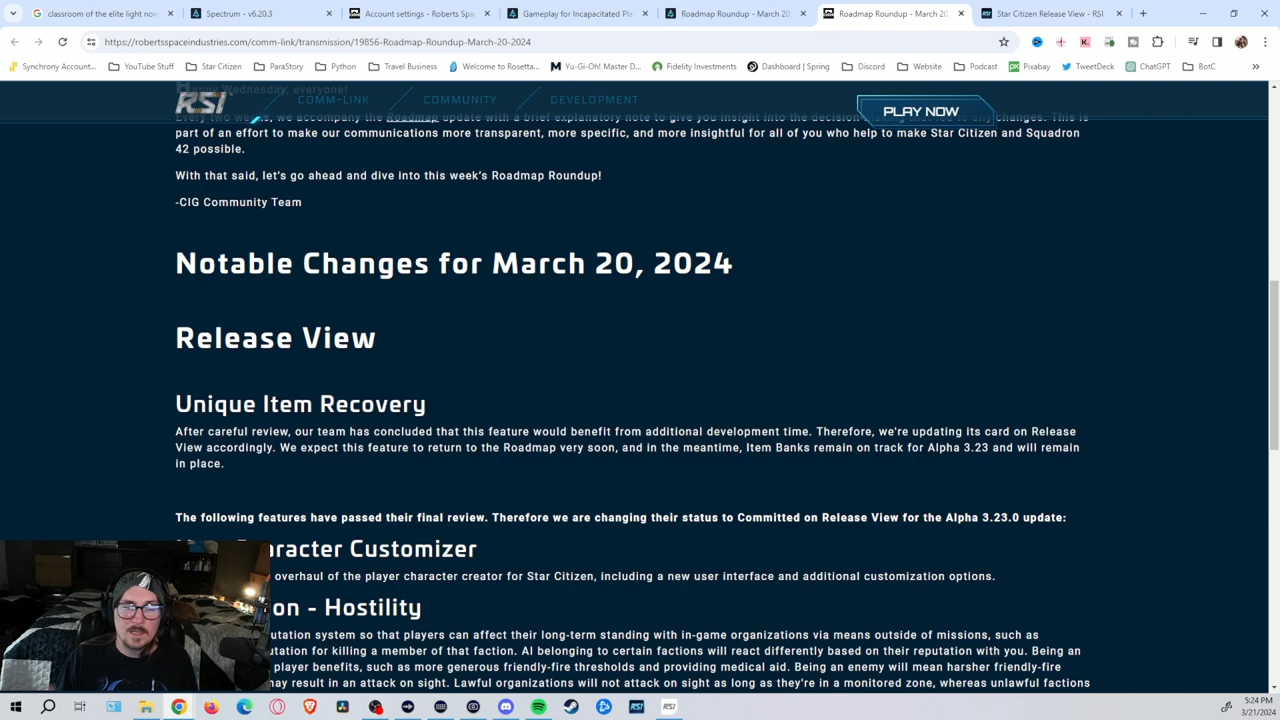 classroom of the elite light nov
Spectrum - v6.20.3
Account settings - Roberts Spa
Gameplay for Incapacitated Pla
Roadmap Roundup - March 20
Roadmap Roundup - March 20
Star Citizen Release View - RSI
https://robertsspaceindustries.com/comm-link/transmission/19856-Roadmap-Roundup-March-20-2024
Synchrony Account...
YouTube Stuff
Star Citizen
ParaStory
Python
Travel Business
Welcome to Rosetta...
Yu-Gi-Oh! Master D...
Fidelity Investments
Dashboard | Spring
Discord
Website
Podcast
Pixabay
TweetDeck
ChatGPT
BotC
Happy Wednesday, everyone!
RSI
COMM-LINK
COMMUNITY
DEVELOPMENT
PLAY NOW
Every two weeks, we accompany the Roadmap update with a brief explanatory note to give you insight into the decision making that led to any changes. This is
part of an effort to make our communications more transparent, more specific, and more insightful for all of you who help to make Star Citizen and Squadron
42 possible.
With that said, let's go ahead and dive into this week's Roadmap Roundup!
-CIG Community Team
Notable Changes for March 20, 2024
Release View
Unique Item Recovery
After careful review, our team has concluded that this feature would benefit from additional development time. Therefore, we're updating its card on Release
View accordingly. We expect this feature to return to the Roadmap very soon, and in the meantime, Item Banks remain on track for Alpha 3.23 and will remain
in place.
The following features have passed their final review. Therefore we are changing their status to Committed on Release View for the Alpha 3.23.0 update:
aracter Customizer
overhaul of the player character creator for Star Citizen, including a new user interface and additional customization options.
on - Hostility
utation system so that players can affect their long-term standing with in-game organizations via means outside of missions, such as
utation for killing a member of that faction. AI belonging to certain factions will react differently based on their reputation with you. Being an
player benefits, such as more generous friendly-fire thresholds and providing medical aid. Being an enemy will mean harsher friendly-fire
may result in an attack on sight. Lawful organizations will not attack on sight as long as they're in a monitored zone, whereas unlawful factions
5:24 PM
3/21/2024